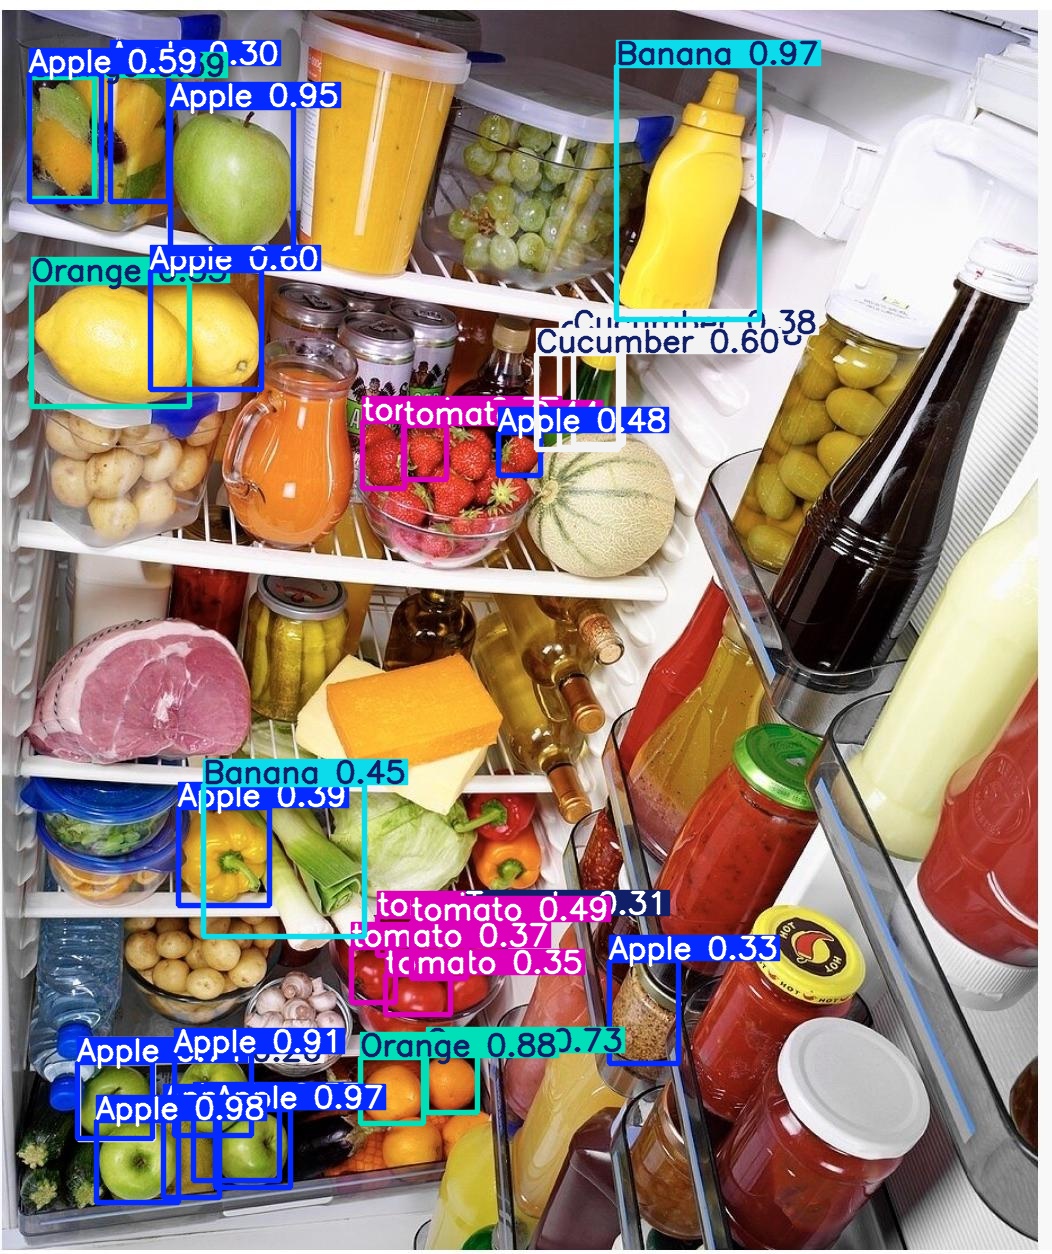 Apple 0.59
0.30
Apple 0.95
Banana 0.97
Apple 0.60
Orange
Cucumber 0.38
Cucumber 0.60
tomat
Apple 0.48
Banana 0.45
Apple 0.39
tomato 0.49
0.31
tomato 0.37
tomato 0.35
Apple 0.33
HOT
HOT
Apple 0.91
Apple
Orange 0.88
0.73
Apple 0.97
Apple 0.98